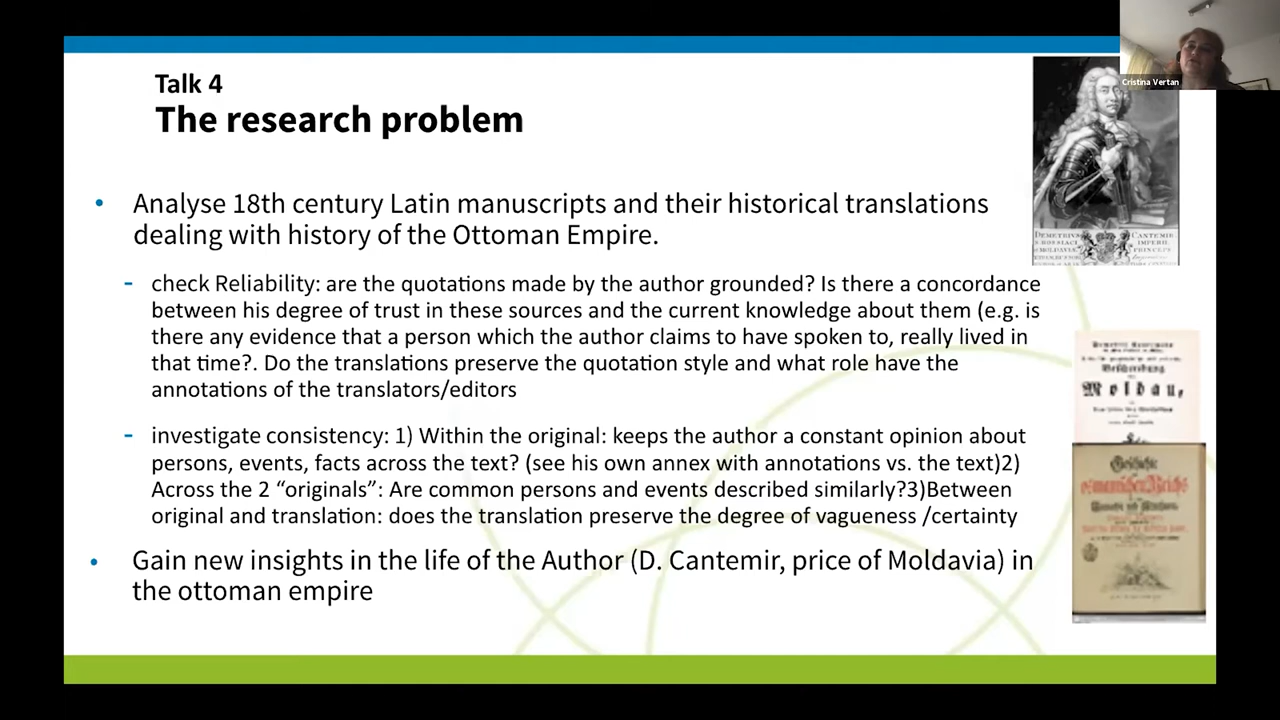 Talk 4
The research problem
Cristina Vertan
• Analyse 18th century Latin manuscripts and their historical translations
dealing with history of the Ottoman Empire.
- check Reliability: are the quotations made by the author grounded? Is there a concordance
between his degree of trust in these sources and the current knowledge about them (e.g. is
there any evidence that a person which the author claims to have spoken to, really lived in
that time?. Do the translations preserve the quotation style and what role have the
annotations of the translators/editors
- investigate consistency: 1) Within the original: keeps the author a constant opinion about
persons, events, facts across the text? (see his own annex with annotations vs. the text)2)
Across the 2 “originals”: Are common persons and events described similarly?3)Between
original and translation: does the translation preserve the degree of vagueness /certainty
• Gain new insights in the life of the Author (D. Cantemir, price of Moldavia) in
the ottoman empire
DEMETRIVS CANTEMIR
IMPERII
Beschreibung
Moldau,
Geschichte
osmanischen Reichs